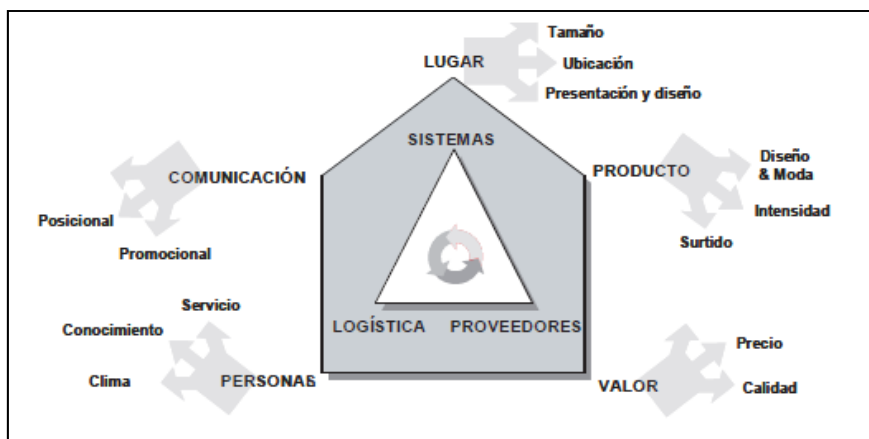 Tamaño
LUGAR
Ubicación
Presentación y diseño
SISTEMAS
COMUNICACIÓN
PRODUCTO
Diseño
& Moda
Posicional
Intensidad
Promocional
Surtido
Servicio
Conocimiento
LOGÍSTICA
PROVEEDORES
Precio
Clima
PERSONAS
VALOR
Calidad